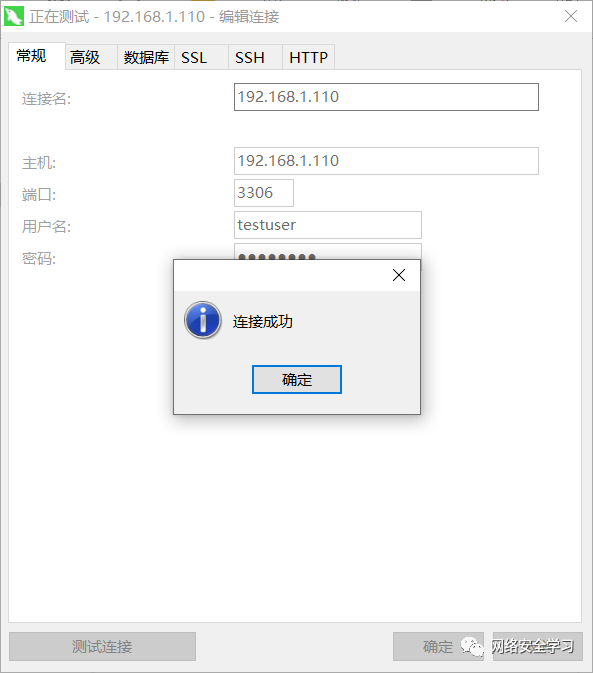 正在测试 - 192.168.1.110 - 编辑连接
常规 高级 数据库 SSL SSH HTTP
连接名: 192.168.1.110
主机: 192.168.1.110
端口: 3306
用户名: testuser
密码: ●●●●●●●●
连接成功
确定
测试连接 确定
网络安全学习